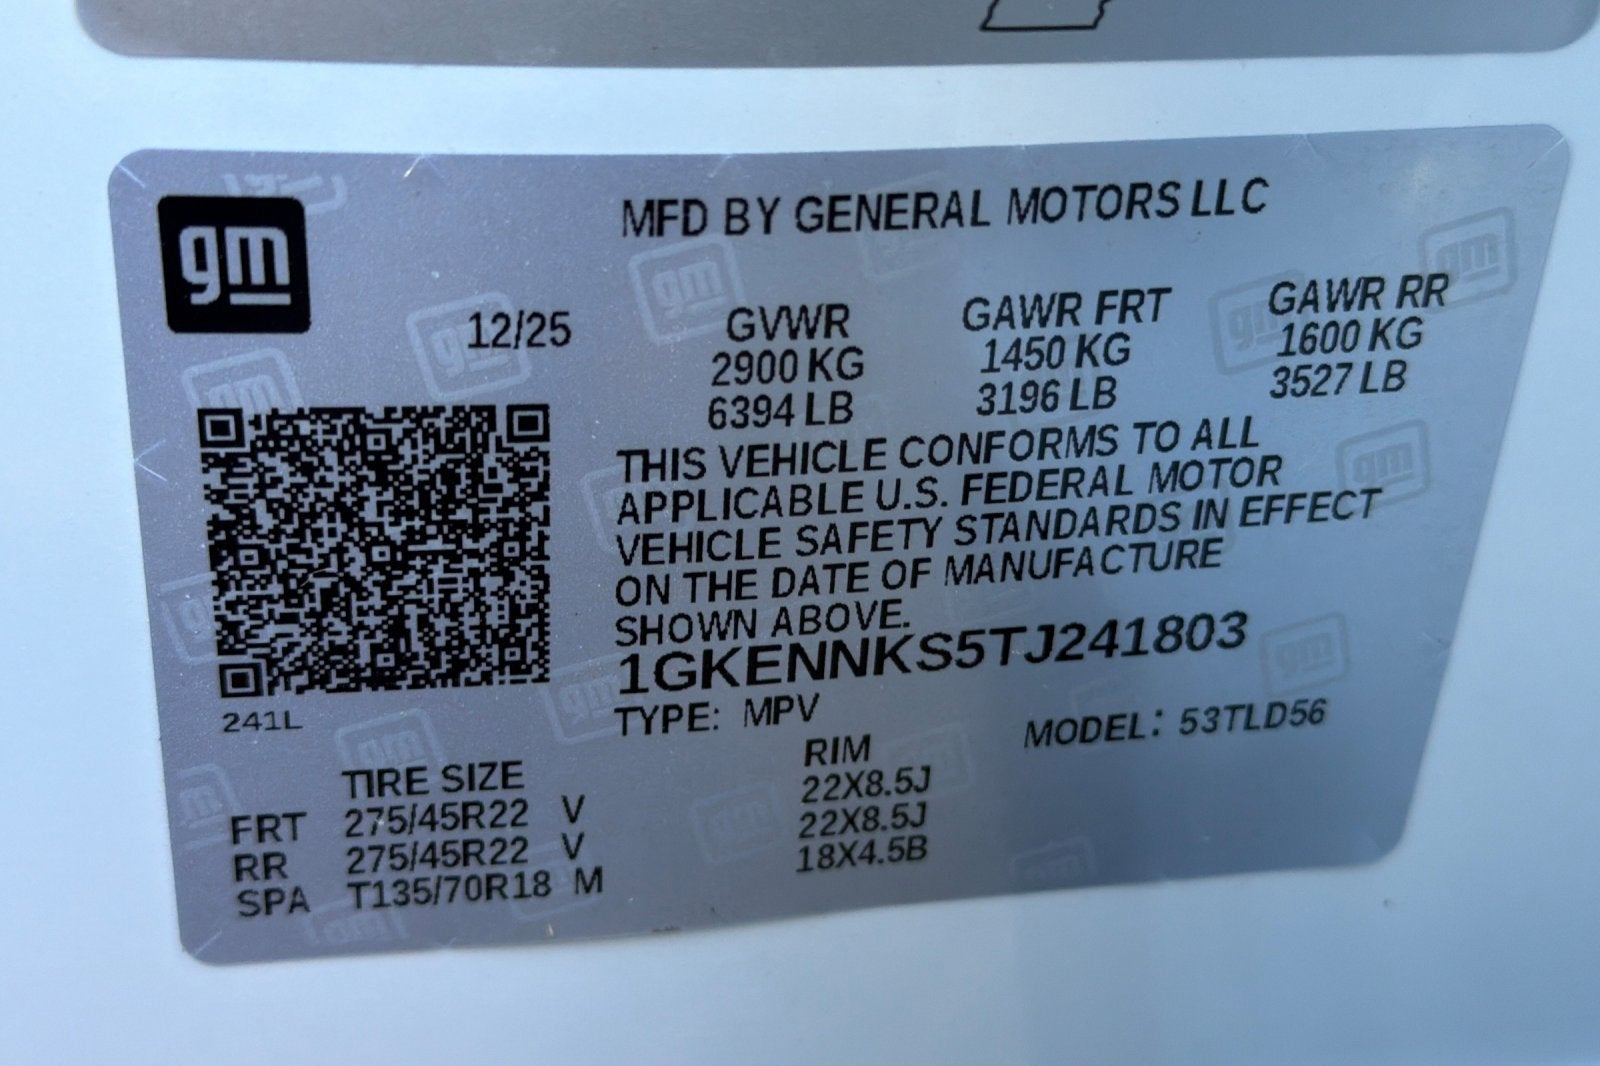 gm
MFD BY GENERAL MOTORS LLC
12/25
GVWR GAWR FRT GAWR RR
2900 KG 1450 KG 1600 KG
6394 LB 3196 LB 3527 LB
THIS VEHICLE CONFORMS TO ALL
APPLICABLE U.S. FEDERAL MOTOR
VEHICLE SAFETY STANDARDS IN EFFECT
ON THE DATE OF MANUFACTURE
SHOWN ABOVE.
1GKENNKS5TJ241803
241L
TYPE: MPV MODEL: 53TLD56
TIRE SIZE RIM
FRT 275/45R22 V 22X8.5J
RR 275/45R22 V 22X8.5J
SPA T135/70R18 M 18X4.5B